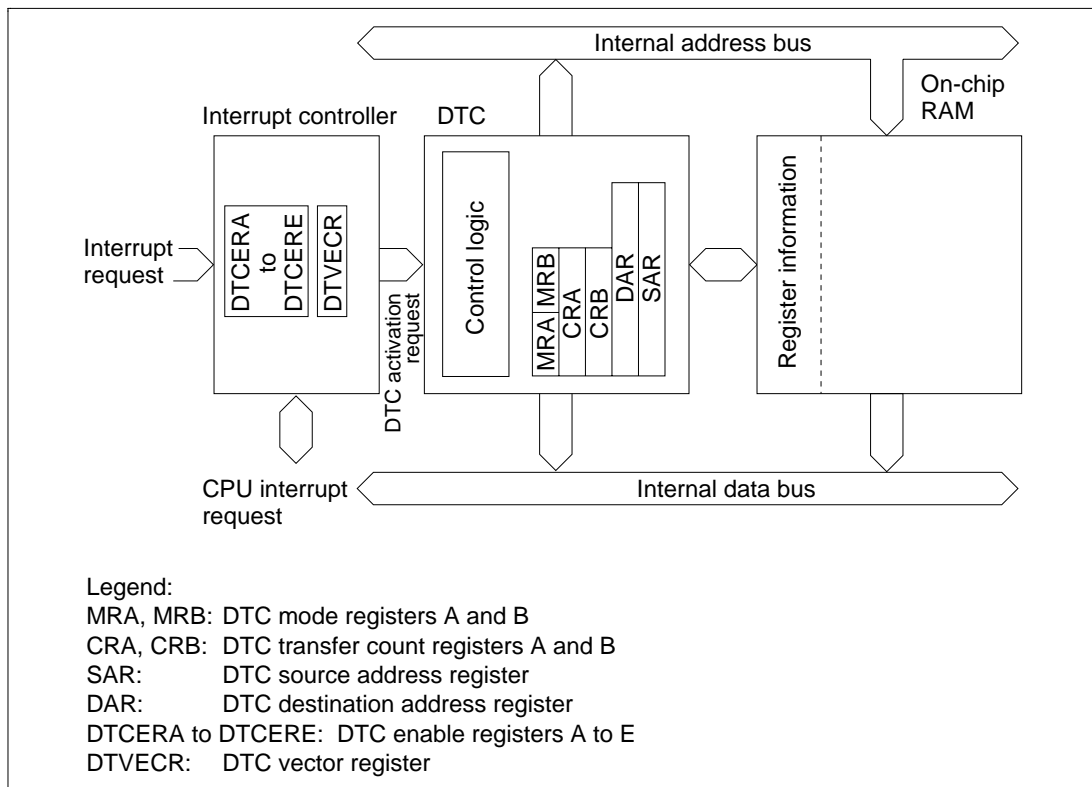 Internal address bus
On-chip
RAM
Interrupt controller
DTC
Interrupt
request
DTCERA
to
DTCERE
DTVECR
DTC activation
request
Control logic
MRA
MRB
CRA
CRB
DAR
SAR
Register information
CPU interrupt
request
Internal data bus
Legend:
MRA, MRB: DTC mode registers A and B
CRA, CRB: DTC transfer count registers A and B
SAR: DTC source address register
DAR: DTC destination address register
DTCERA to DTCERE: DTC enable registers A to E
DTVECR: DTC vector register